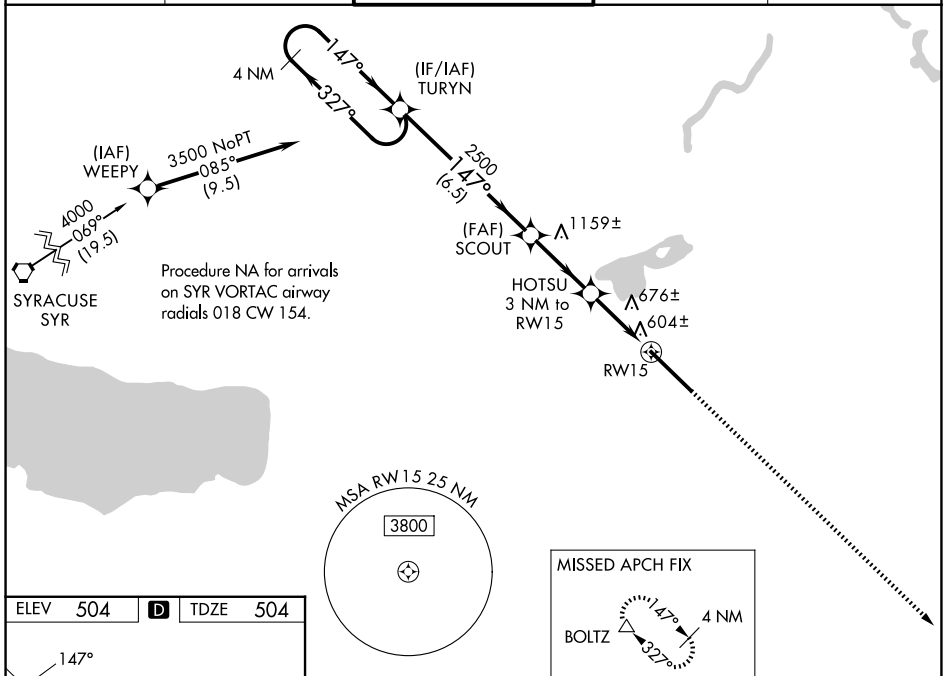 4 NM
147°
327°
(IF/IAF)
TURYN
(IAF)
WEEPY
3500 NoPT
085°
(9.5)
4000
069°
(19.5)
SYRACUSE
SYR
Procedure NA for arrivals
on SYR VORTAC airway
radials 018 CW 154.
2500
147°
(6.5)
(FAF)
SCOUT
1159±
HOTSU
3 NM to
RW15
676±
604±
RW15
MSA RW15 25 NM
3800
MISSED APCH FIX
BOLTZ
147°
327°
4 NM
ELEV 504 D TDZE 504
147°